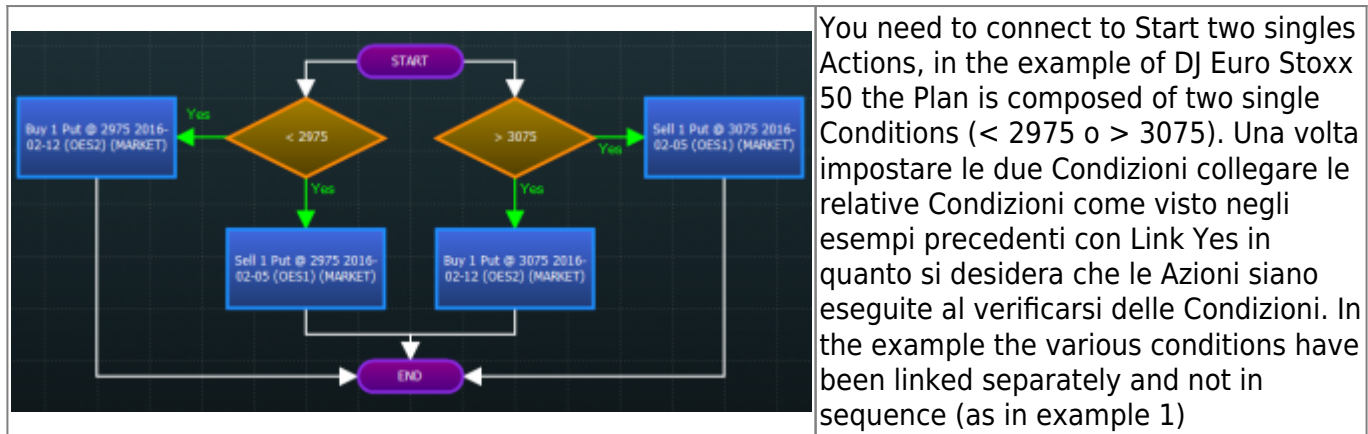 START
Yes
Buy 1 Put @ 2975 2016-
02-12 (OES2) (MARKET)
< 2975
> 3075
Yes
Sell 1 Put @ 3075 2016-
02-05 (OES1) (MARKET)
Yes
Yes
Sell 1 Put @ 2975 2016-
02-05 (OES1) (MARKET)
Buy 1 Put @ 3075 2016-
02-12 (OES2) (MARKET)
END
You need to connect to Start two singles
Actions, in the example of DJ Euro Stoxx
50 the Plan is composed of two single
Conditions (< 2975 o > 3075). Una volta
impostare le due Condizioni collegare le
relative Condizioni come visto negli
esempi precedenti con Link Yes in
quanto si desidera che le Azioni siano
eseguite al verificarsi delle Condizioni. In
the example the various conditions have
been linked separately and not in
sequence (as in example 1)